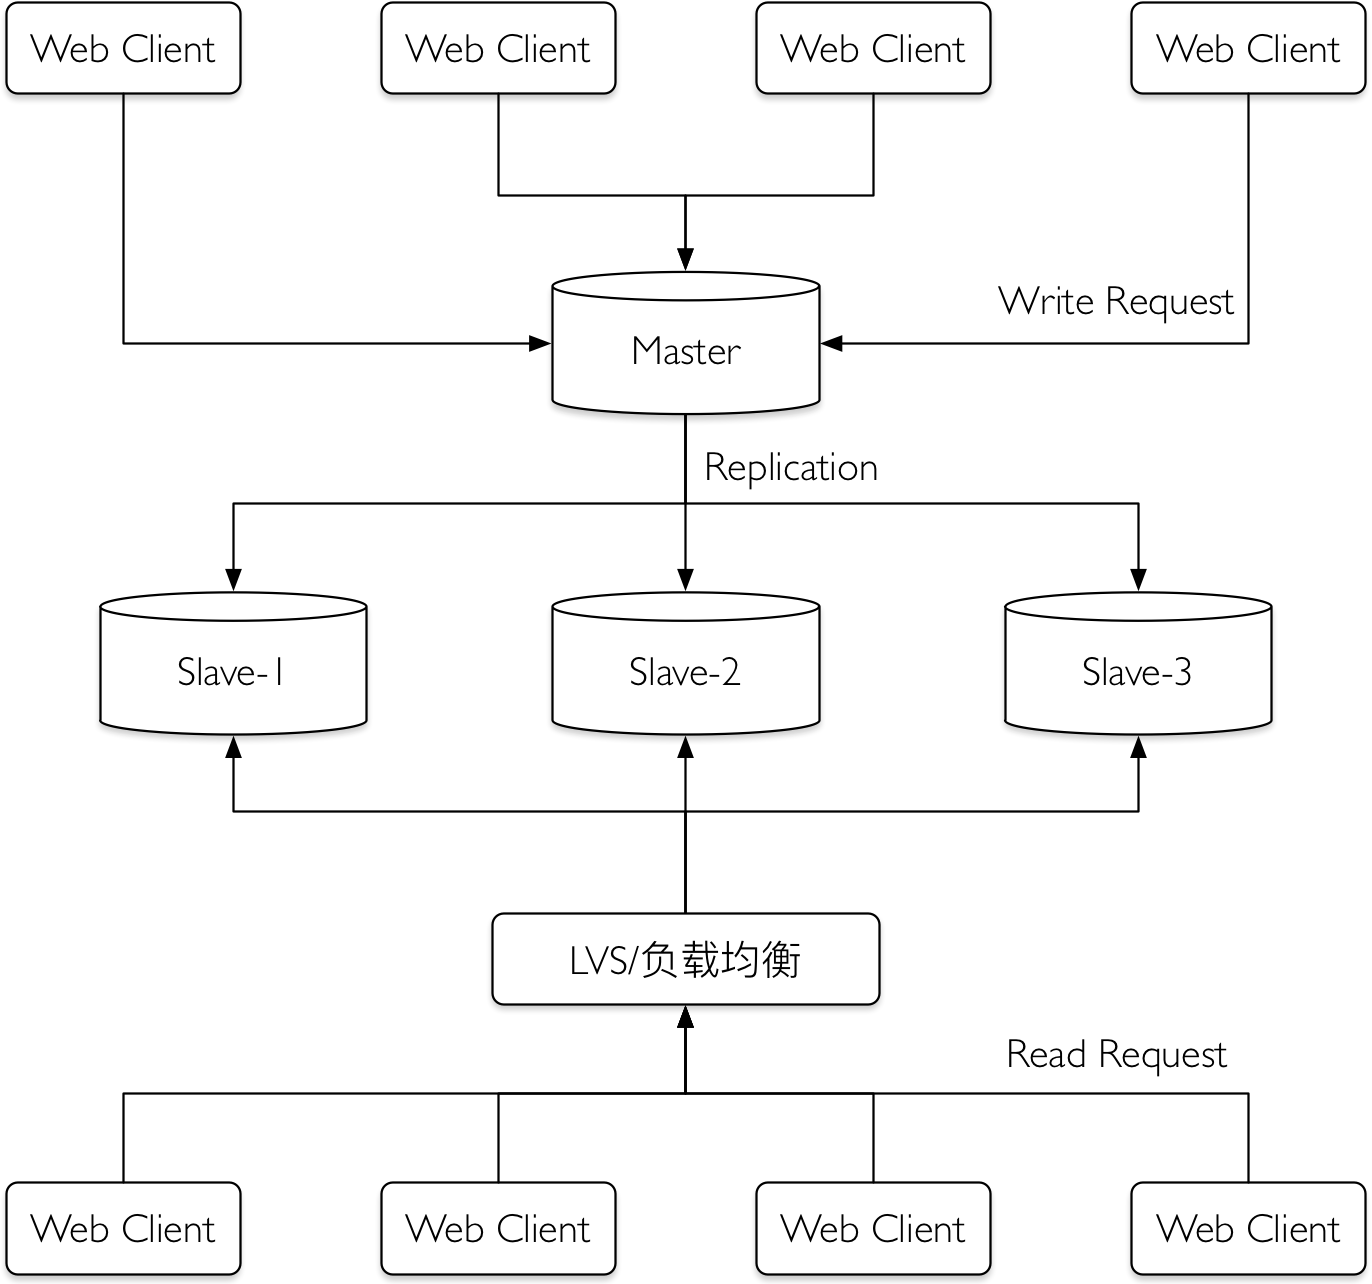 Web Client
Web Client
Web Client
Web Client
Write Request
Master
Replication
Slave-1
Slave-2
Slave-3
LVS/负载均衡
Read Request
Web Client
Web Client
Web Client
Web Client